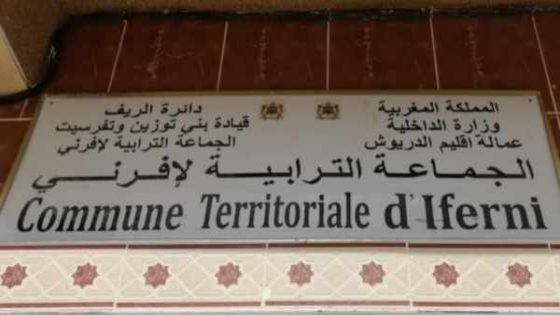 المملكة المغربية
وزارة الداخلية
عمالة اقليم الدريوش
دائرة الريف
قيادة بني توزين وتفرسيت
الجماعة الترابية لإفرني
الجماعة الترابية لإفرني
Commune Territoriale d'Iferni